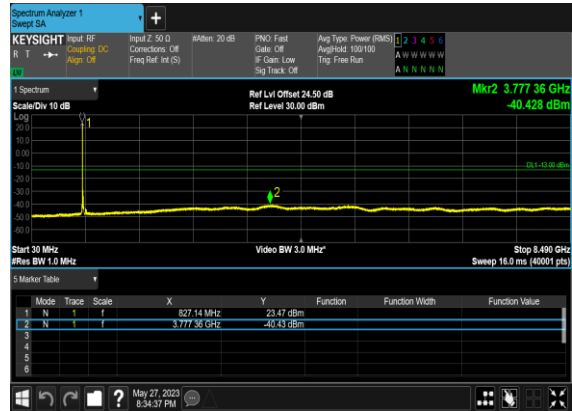 Spectrum Analyzer 1
Swept SA
+
KEYSIGHT Input: RF Input Z: 50 Ω #Atten: 20 dB PNO: Fast Avg Type: Power (RMS) 1 2 3 4 5 6
R T Coupling: DC Corrections: Off Gate: Off Avg|Hold: 100/100 A W W W W W
Align: Off Freq Ref: Int (S) IF Gain: Low Trig: Free Run
Sig Track: Off A N N N N N
LW
1 Spectrum
Ref Lvl Offset 24.50 dB Mkr2 3.777 36 GHz
Scale/Div 10 dB Ref Level 30.00 dBm -40.428 dBm
Log
20.0
10.0
0.00
-10.0
-20.0
-30.0
-40.0
-50.0
-60.0
1
DL1 -13.00 dBm
2
Start 30 MHz Video BW 3.0 MHz* Stop 8.490 GHz
#Res BW 1.0 MHz Sweep 16.0 ms (40001 pts)
5 Marker Table
Mode Trace Scale X Y Function Function Width Function Value
1 N 1 f 827.14 MHz 23.47 dBm
2 N 1 f 3.777 36 GHz -40.43 dBm
3
4
5
6
? May 27, 2023
8:34:37 PM